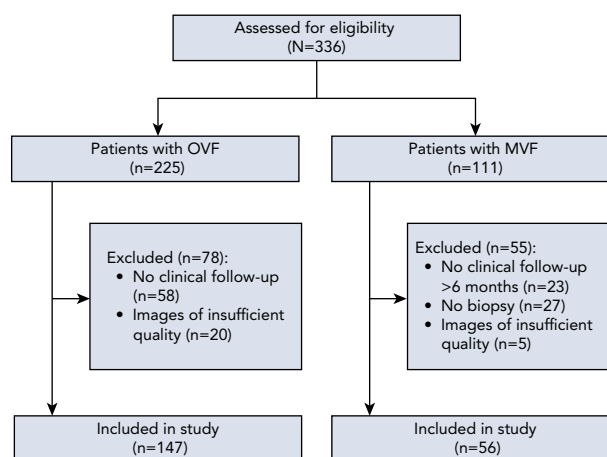 Assessed for eligibility
(N=336)
Patients with OVF
(n=225)
Patients with MVF
(n=111)
Excluded (n=78):
• No clinical follow-up
(n=58)
• Images of insufficient
quality (n=20)
Excluded (n=55):
• No clinical follow-up
>6 months (n=23)
• No biopsy (n=27)
• Images of insufficient
quality (n=5)
Included in study
(n=147)
Included in study
(n=56)